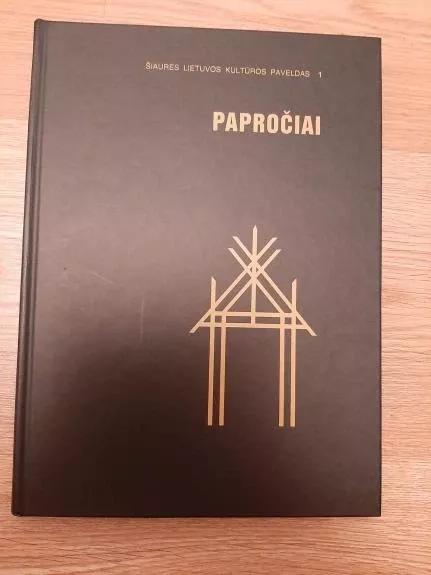 ŠIAURĖS LIETUVOS KULTŪROS PAVELDAS 1
PAPROČIAI